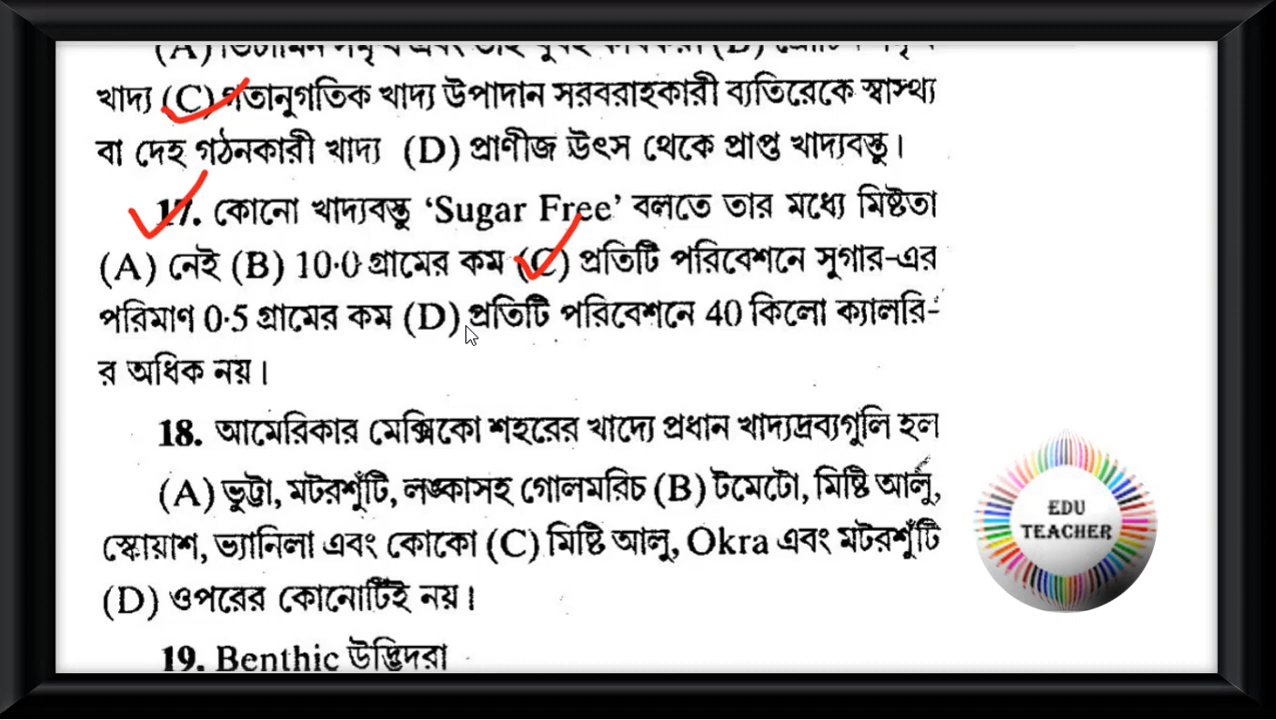 খাদ্য (C) গতানুগতিক খাদ্য উপাদান সরবরাহকারী ব্যতিরেকে স্বাস্থ্য
বা দেহ গঠনকারী খাদ্য (D) প্রাণীজ উৎস থেকে প্রাপ্ত খাদ্যবস্তু।
17. কোনো খাদ্যবস্তু ‘Sugar Free’ বলতে তার মধ্যে মিষ্টতা
(A) নেই (B) 10·0 গ্রামের কম (C) প্রতিটি পরিবেশনে সুগার-এর
পরিমাণ 0·5 গ্রামের কম (D) প্রতিটি পরিবেশনে 40 কিলো ক্যালরি-
র অধিক নয়।
18. আমেরিকার মেক্সিকো শহরের খাদ্যে প্রধান খাদ্যদ্রব্যগুলি হল
(A) ভুট্টা, মটরশুঁটি, লঙ্কাসহ গোলমরিচ (B) টমেটো, মিষ্টি আলু,
স্কোয়াশ, ভ্যানিলা এবং কোকো (C) মিষ্টি আলু, Okra এবং মটরশুঁটি
(D) ওপরের কোনোটিই নয়।
19. Benthic উদ্ভিদরা
EDU
TEACHER